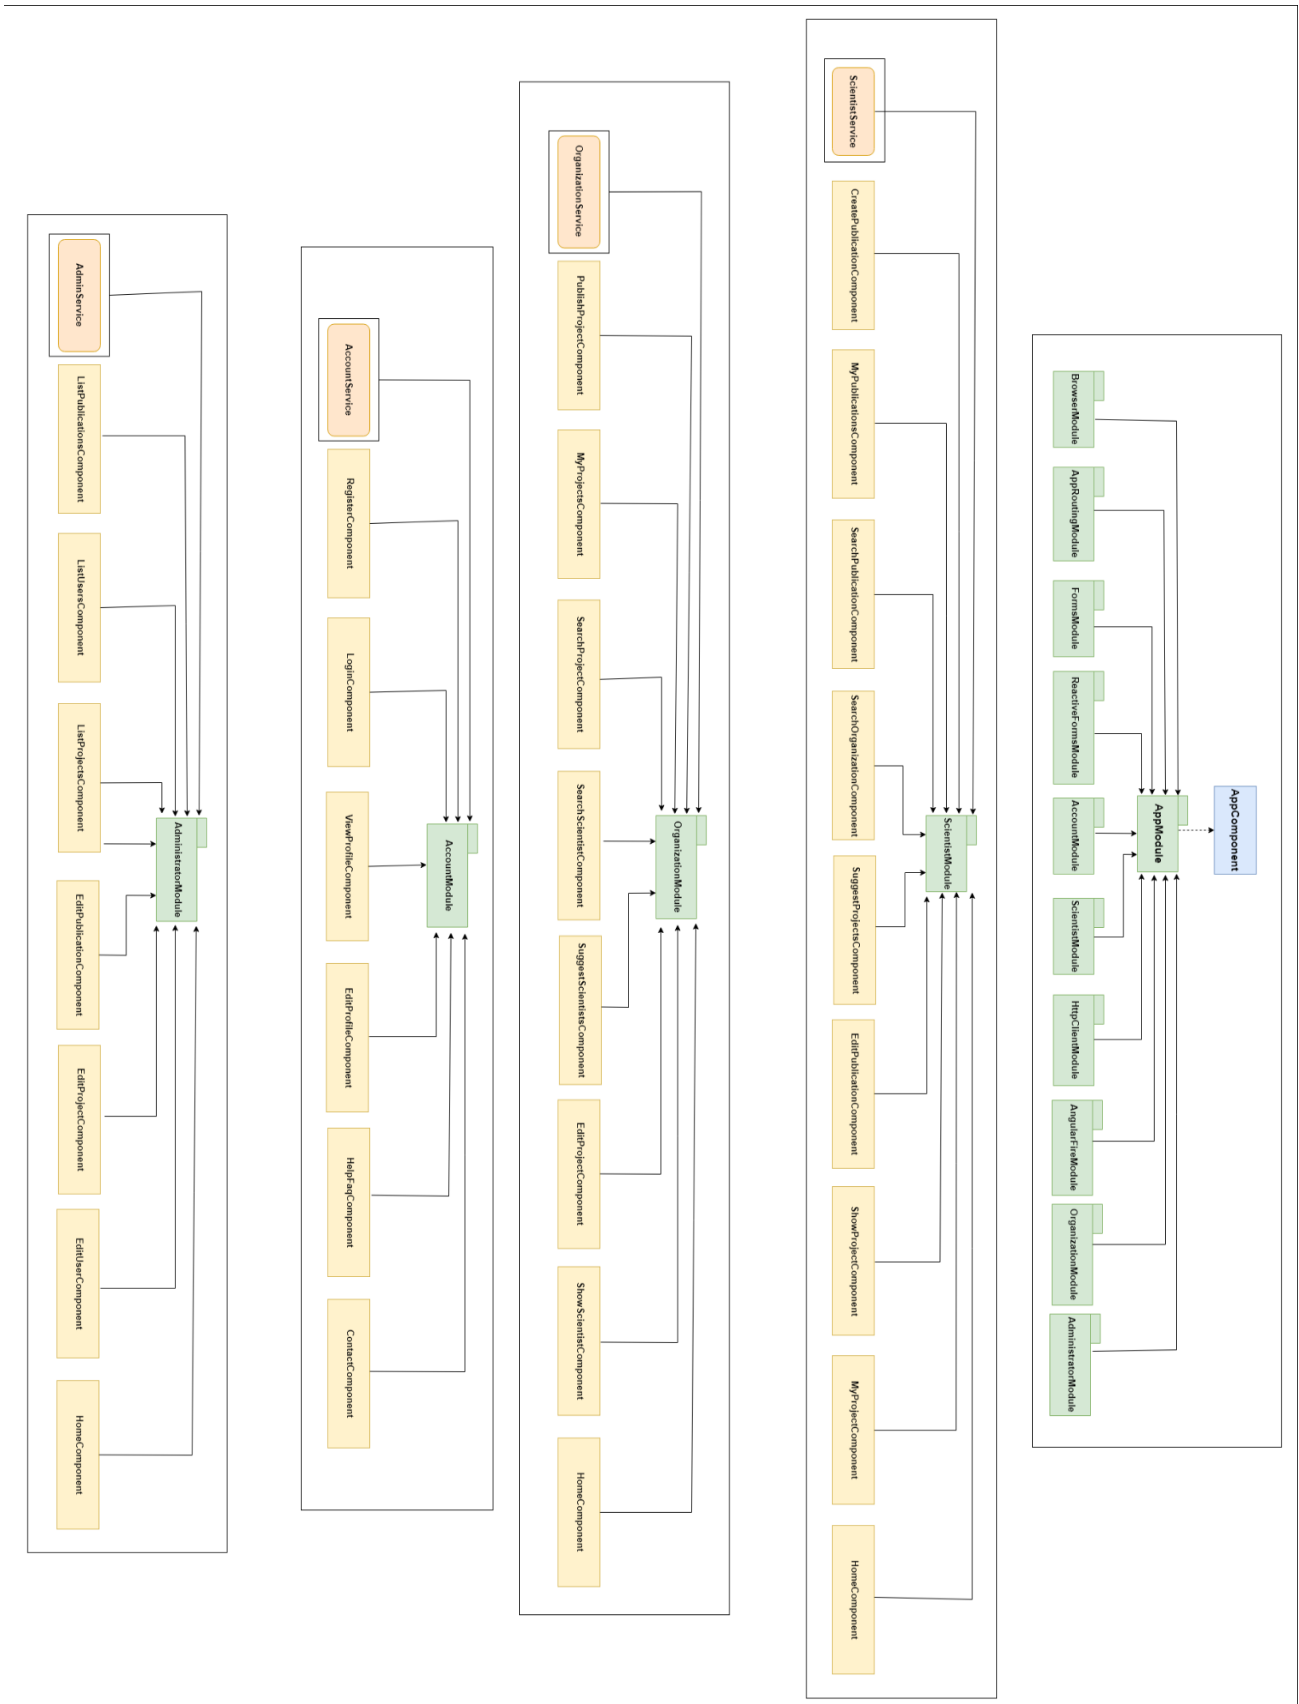 AppComponent
AppModule
BrowserModule
AppRoutingModule
FormsModule
ReactiveFormsModule
AccountModule
ScientistModule
HttpClientModule
AngularFireModule
OrganizationModule
AdministratorModule
ScientistModule
ScientistService
CreatePublicationComponent
MyPublicationsComponent
SearchPublicationComponent
SearchOrganizationComponent
SuggestProjectsComponent
EditPublicationComponent
ShowProjectComponent
MyProjectComponent
HomeComponent
OrganizationModule
OrganizationService
PublishProjectComponent
MyProjectsComponent
SearchProjectComponent
SearchScientistComponent
SuggestScientistsComponent
EditProjectComponent
ShowScientistComponent
HomeComponent
AccountModule
AccountService
RegisterComponent
LoginComponent
ViewProfileComponent
EditProfileComponent
HelpFaqComponent
ContactComponent
AdministratorModule
AdminService
ListPublicationsComponent
ListUsersComponent
ListProjectsComponent
EditPublicationComponent
EditProjectComponent
EditUserComponent
HomeComponent